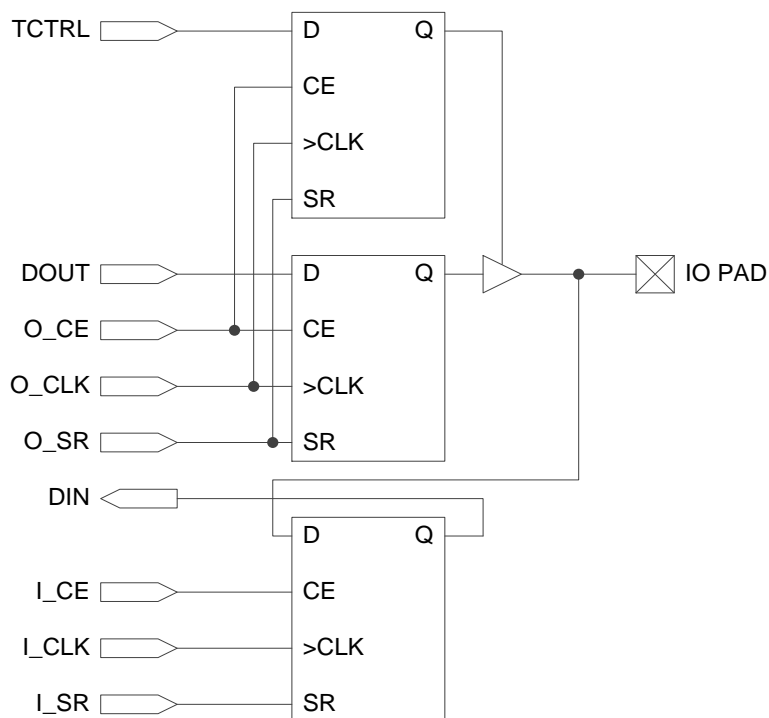 TCTRL
D Q
CE
>CLK
SR
DOUT
D Q
IO PAD
O_CE
CE
O_CLK
>CLK
O_SR
SR
DIN
D Q
I_CE
CE
I_CLK
>CLK
I_SR
SR